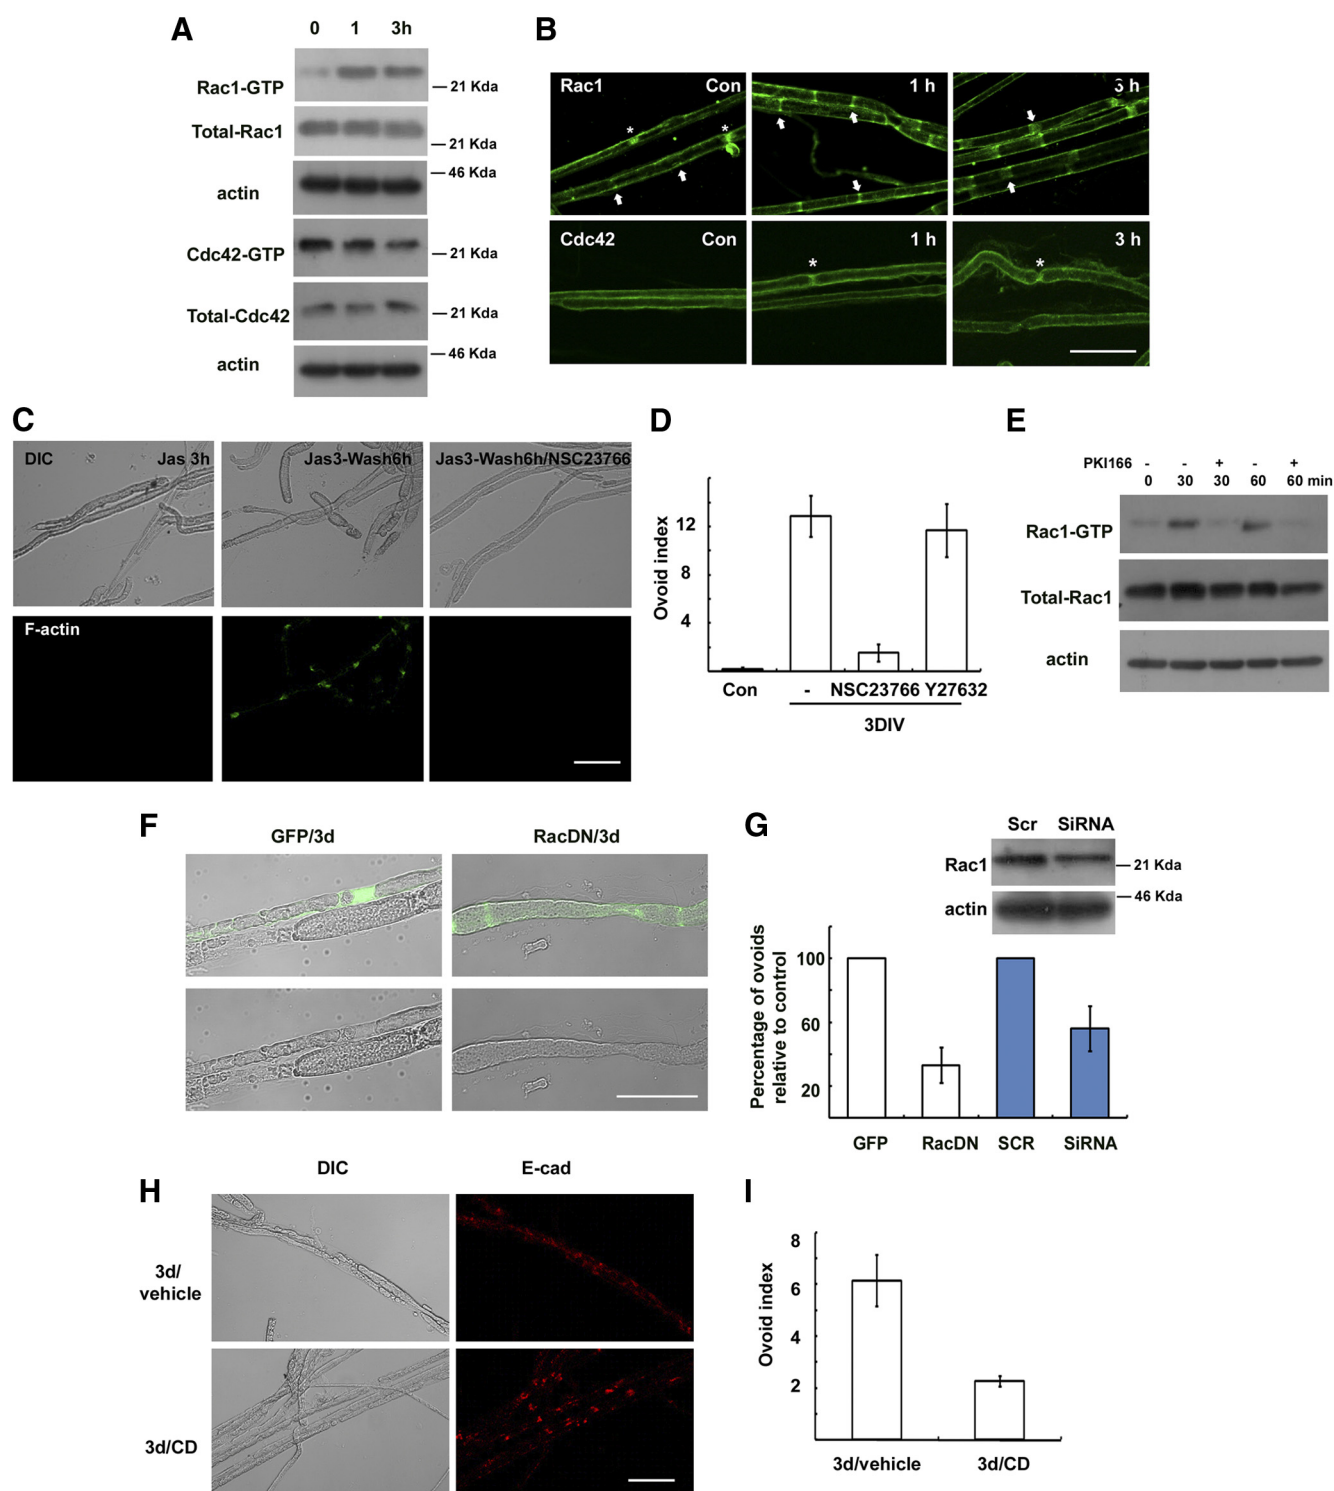 A
0 1 3h
Rac1-GTP
21 Kda
Total-Rac1
21 Kda
46 Kda
actin
Cdc42-GTP
21 Kda
Total-Cdc42
21 Kda
46 Kda
actin
B
Rac1 Con
1 h
3 h
*
*
Cdc42 Con
1 h
3 h
*
*
C
DIC Jas 3h
Jas3-Wash6h
Jas3-Wash6h/NSC23766
F-actin
D
Ovoid index
12
8
4
Con - NSC23766 Y27632
3DIV
E
PKI166 - - + - +
0 30 30 60 60 min
Rac1-GTP
Total-Rac1
actin
F
GFP/3d RacDN/3d
G
Scr SiRNA
Rac1
21 Kda
46 Kda
actin
Percentage of ovoids
relative to control
100
60
20
GFP RacDN SCR SiRNA
H
DIC E-cad
3d/
vehicle
3d/CD
I
Ovoid index
8
6
4
2
3d/vehicle 3d/CD